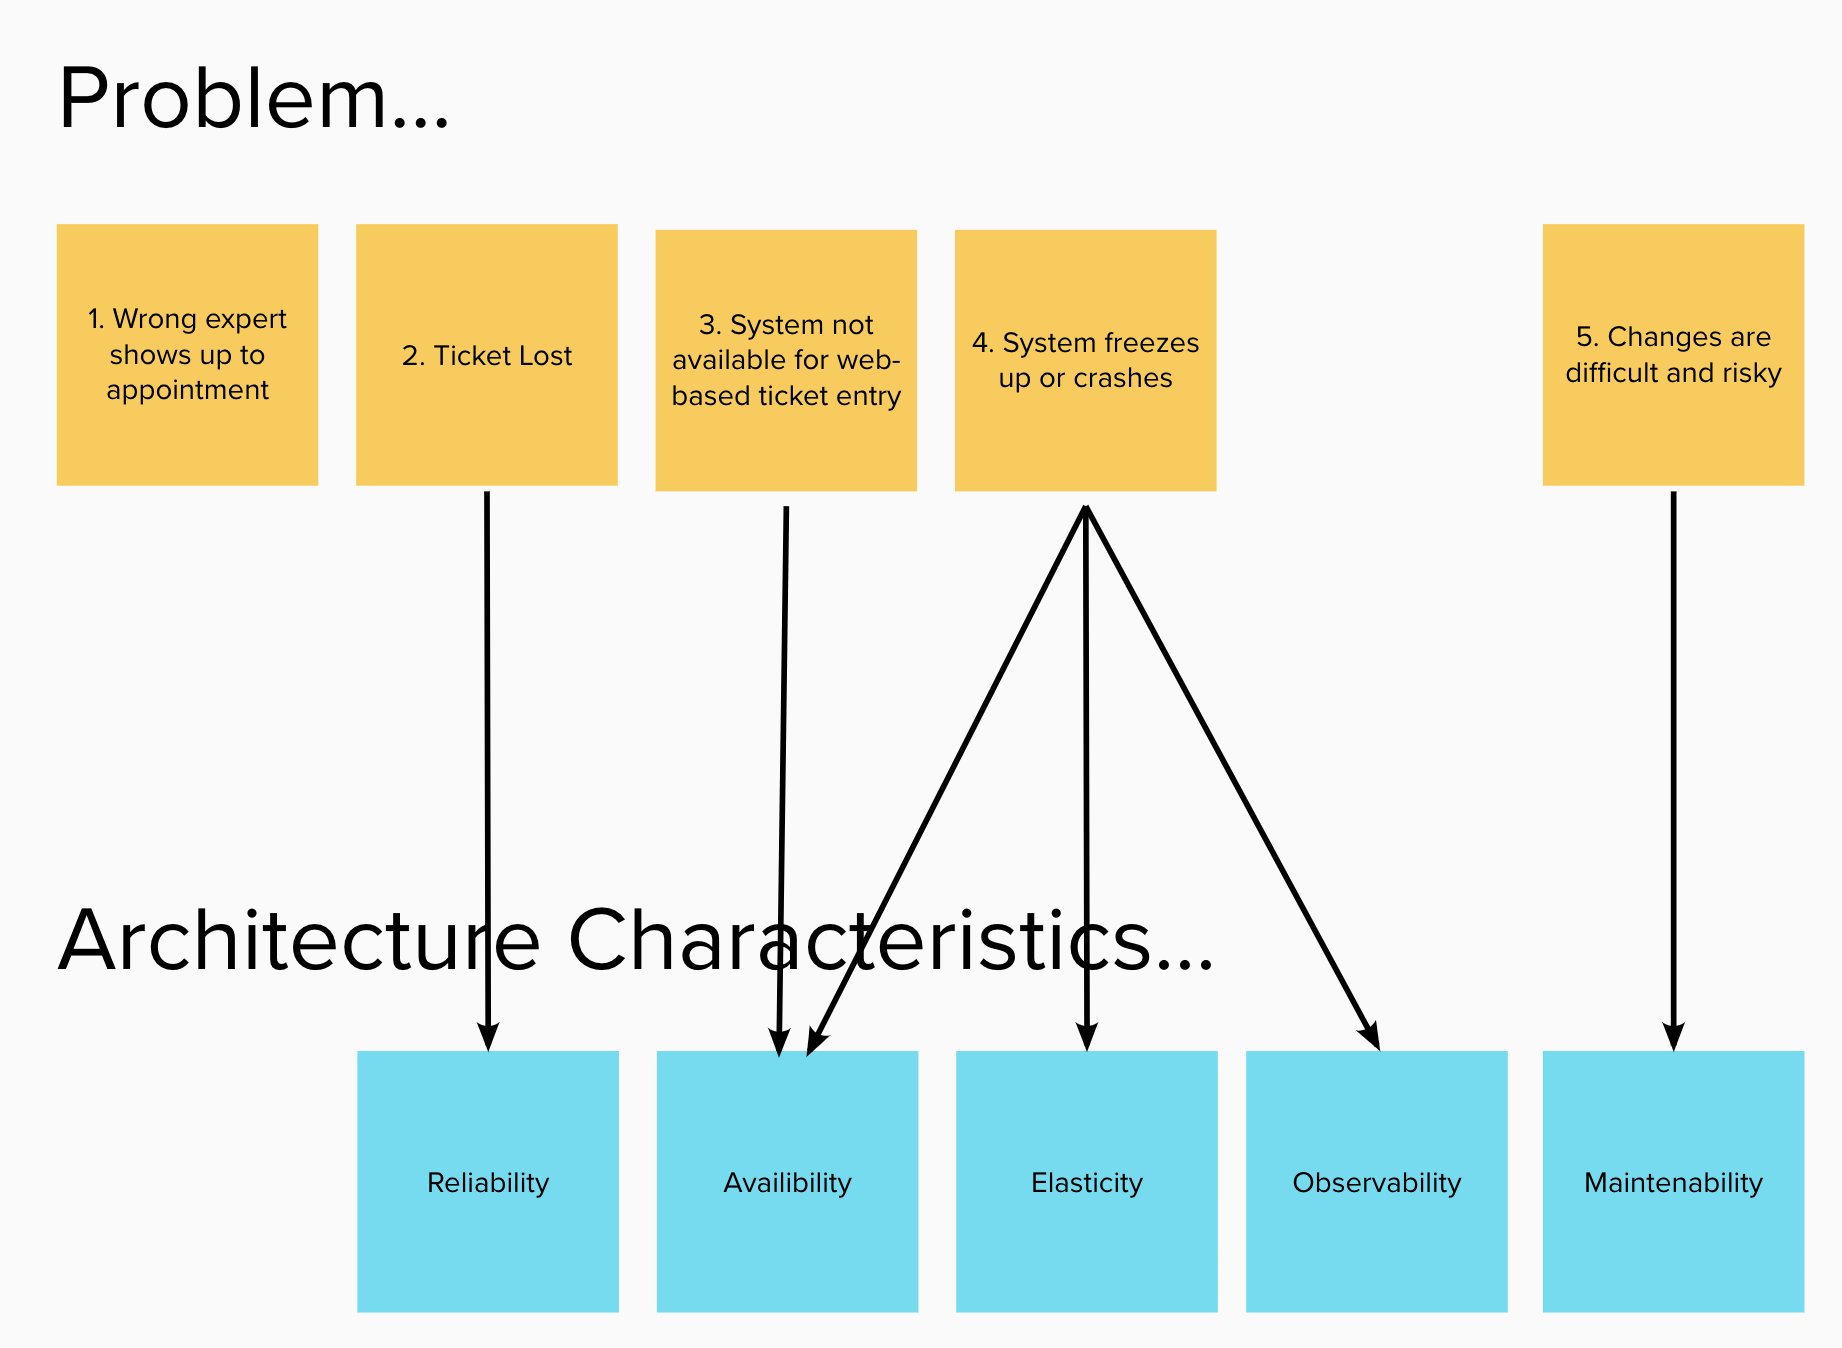 Problem...
1. Wrong expert
shows up to
appointment
2. Ticket Lost
3. System not
available for web-
based ticket entry
4. System freezes
up or crashes
5. Changes are
difficult and risky
Architecture Characteristics...
Reliability
Availibility
Elasticity
Observability
Maintenability